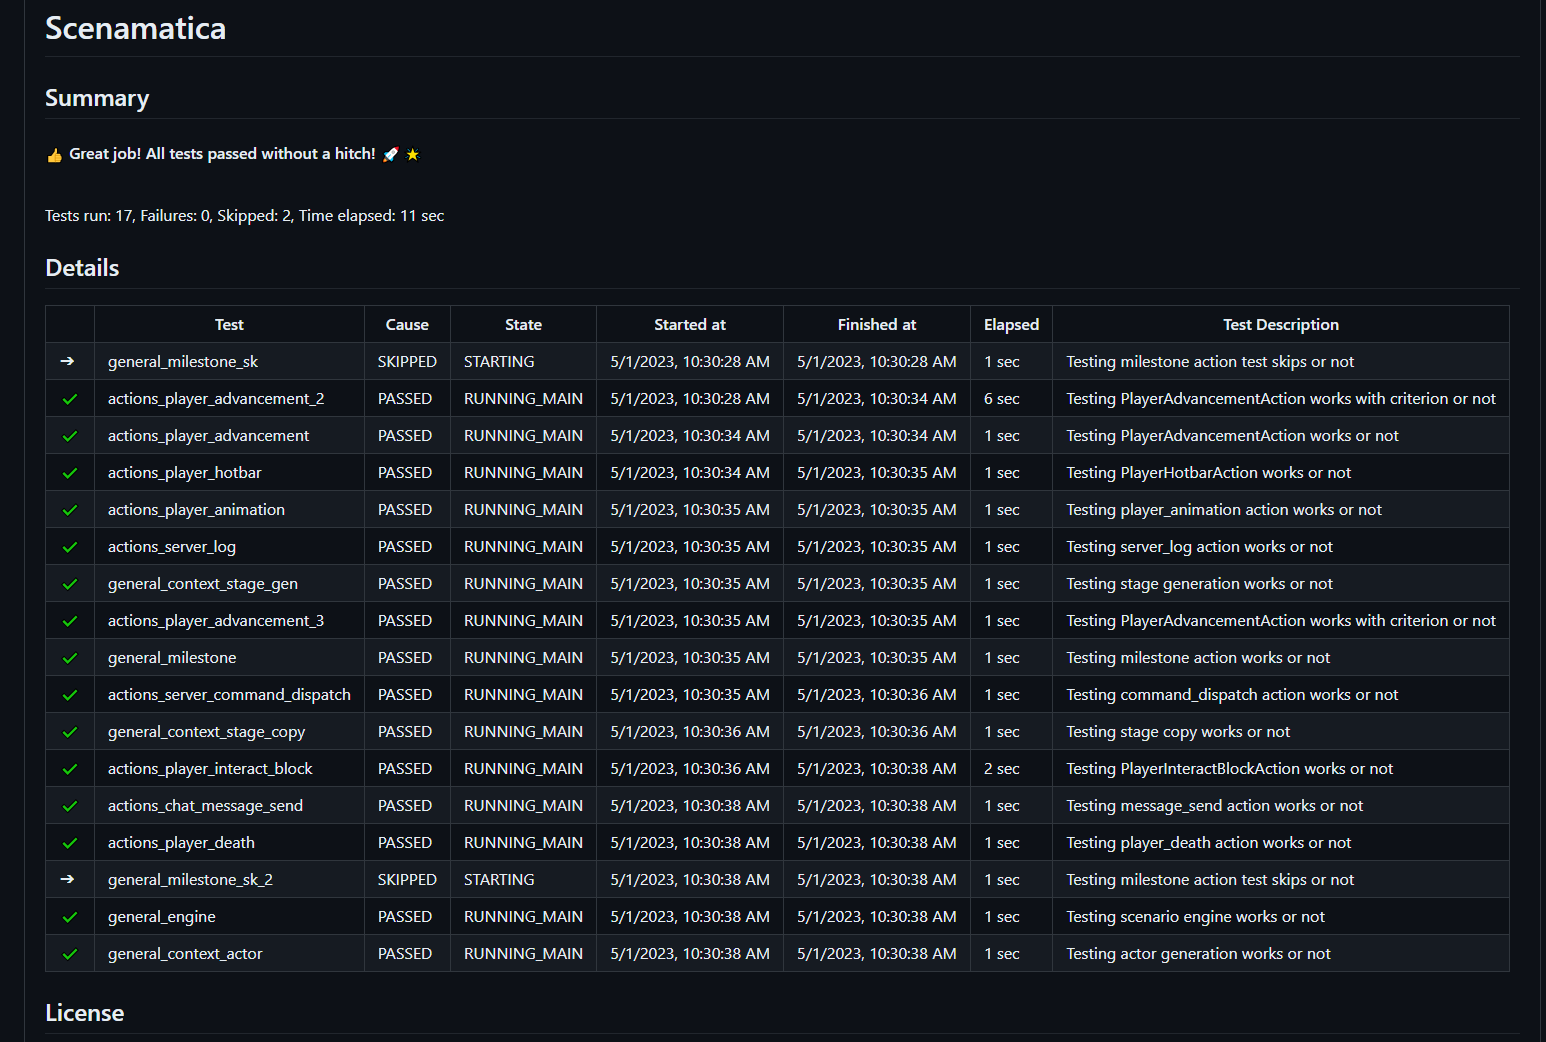 Scenamatica
Summary
👍 Great job! All tests passed without a hitch! 🚀 🌟
Tests run: 17, Failures: 0, Skipped: 2, Time elapsed: 11 sec
Details
Test Cause State Started at Finished at Elapsed Test Description
➔ general_milestone_sk SKIPPED STARTING 5/1/2023, 10:30:28 AM 5/1/2023, 10:30:28 AM 1 sec Testing milestone action test skips or not
✓ actions_player_advancement_2 PASSED RUNNING_MAIN 5/1/2023, 10:30:28 AM 5/1/2023, 10:30:34 AM 6 sec Testing PlayerAdvancementAction works with criterion or not
✓ actions_player_advancement PASSED RUNNING_MAIN 5/1/2023, 10:30:34 AM 5/1/2023, 10:30:34 AM 1 sec Testing PlayerAdvancementAction works or not
✓ actions_player_hotbar PASSED RUNNING_MAIN 5/1/2023, 10:30:34 AM 5/1/2023, 10:30:35 AM 1 sec Testing PlayerHotbarAction works or not
✓ actions_player_animation PASSED RUNNING_MAIN 5/1/2023, 10:30:35 AM 5/1/2023, 10:30:35 AM 1 sec Testing player_animation action works or not
✓ actions_server_log PASSED RUNNING_MAIN 5/1/2023, 10:30:35 AM 5/1/2023, 10:30:35 AM 1 sec Testing server_log action works or not
✓ general_context_stage_gen PASSED RUNNING_MAIN 5/1/2023, 10:30:35 AM 5/1/2023, 10:30:35 AM 1 sec Testing stage generation works or not
✓ actions_player_advancement_3 PASSED RUNNING_MAIN 5/1/2023, 10:30:35 AM 5/1/2023, 10:30:35 AM 1 sec Testing PlayerAdvancementAction works with criterion or not
✓ general_milestone PASSED RUNNING_MAIN 5/1/2023, 10:30:35 AM 5/1/2023, 10:30:35 AM 1 sec Testing milestone action works or not
✓ actions_server_command_dispatch PASSED RUNNING_MAIN 5/1/2023, 10:30:35 AM 5/1/2023, 10:30:36 AM 1 sec Testing command_dispatch action works or not
✓ general_context_stage_copy PASSED RUNNING_MAIN 5/1/2023, 10:30:36 AM 5/1/2023, 10:30:36 AM 1 sec Testing stage copy works or not
✓ actions_player_interact_block PASSED RUNNING_MAIN 5/1/2023, 10:30:36 AM 5/1/2023, 10:30:38 AM 2 sec Testing PlayerInteractBlockAction works or not
✓ actions_chat_message_send PASSED RUNNING_MAIN 5/1/2023, 10:30:38 AM 5/1/2023, 10:30:38 AM 1 sec Testing message_send action works or not
✓ actions_player_death PASSED RUNNING_MAIN 5/1/2023, 10:30:38 AM 5/1/2023, 10:30:38 AM 1 sec Testing player_death action works or not
➔ general_milestone_sk_2 SKIPPED STARTING 5/1/2023, 10:30:38 AM 5/1/2023, 10:30:38 AM 1 sec Testing milestone action test skips or not
✓ general_engine PASSED RUNNING_MAIN 5/1/2023, 10:30:38 AM 5/1/2023, 10:30:38 AM 1 sec Testing scenario engine works or not
✓ general_context_actor PASSED RUNNING_MAIN 5/1/2023, 10:30:38 AM 5/1/2023, 10:30:38 AM 1 sec Testing actor generation works or not
License